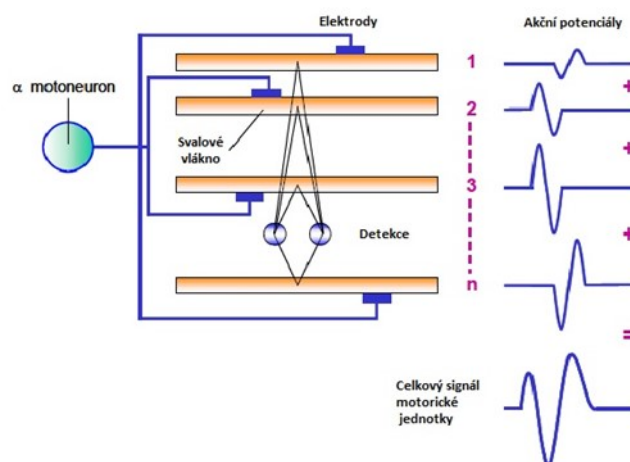 Elektrody
Akční potenciály
α motoneuron
1
+
2
Svalové
vlákno
+
3
Detekce
+
n
=
Celkový signál
motorické
jednotky